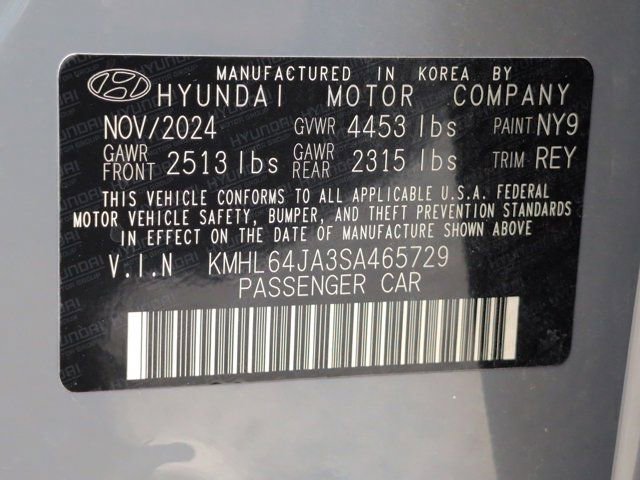 MANUFACTURED IN KOREA BY
HYUNDAI MOTOR COMPANY
NOV/2024 GVWR 4453 lbs PAINT NY9
GAWR FRONT 2513 lbs GAWR REAR 2315 lbs TRIM REY
THIS VEHICLE CONFORMS TO ALL APPLICABLE U.S.A. FEDERAL
MOTOR VEHICLE SAFETY, BUMPER, AND THEFT PREVENTION STANDARDS
IN EFFECT ON THE DATE OF MANUFACTURE SHOWN ABOVE
V.I.N KMHL64JA3SA465729
PASSENGER CAR